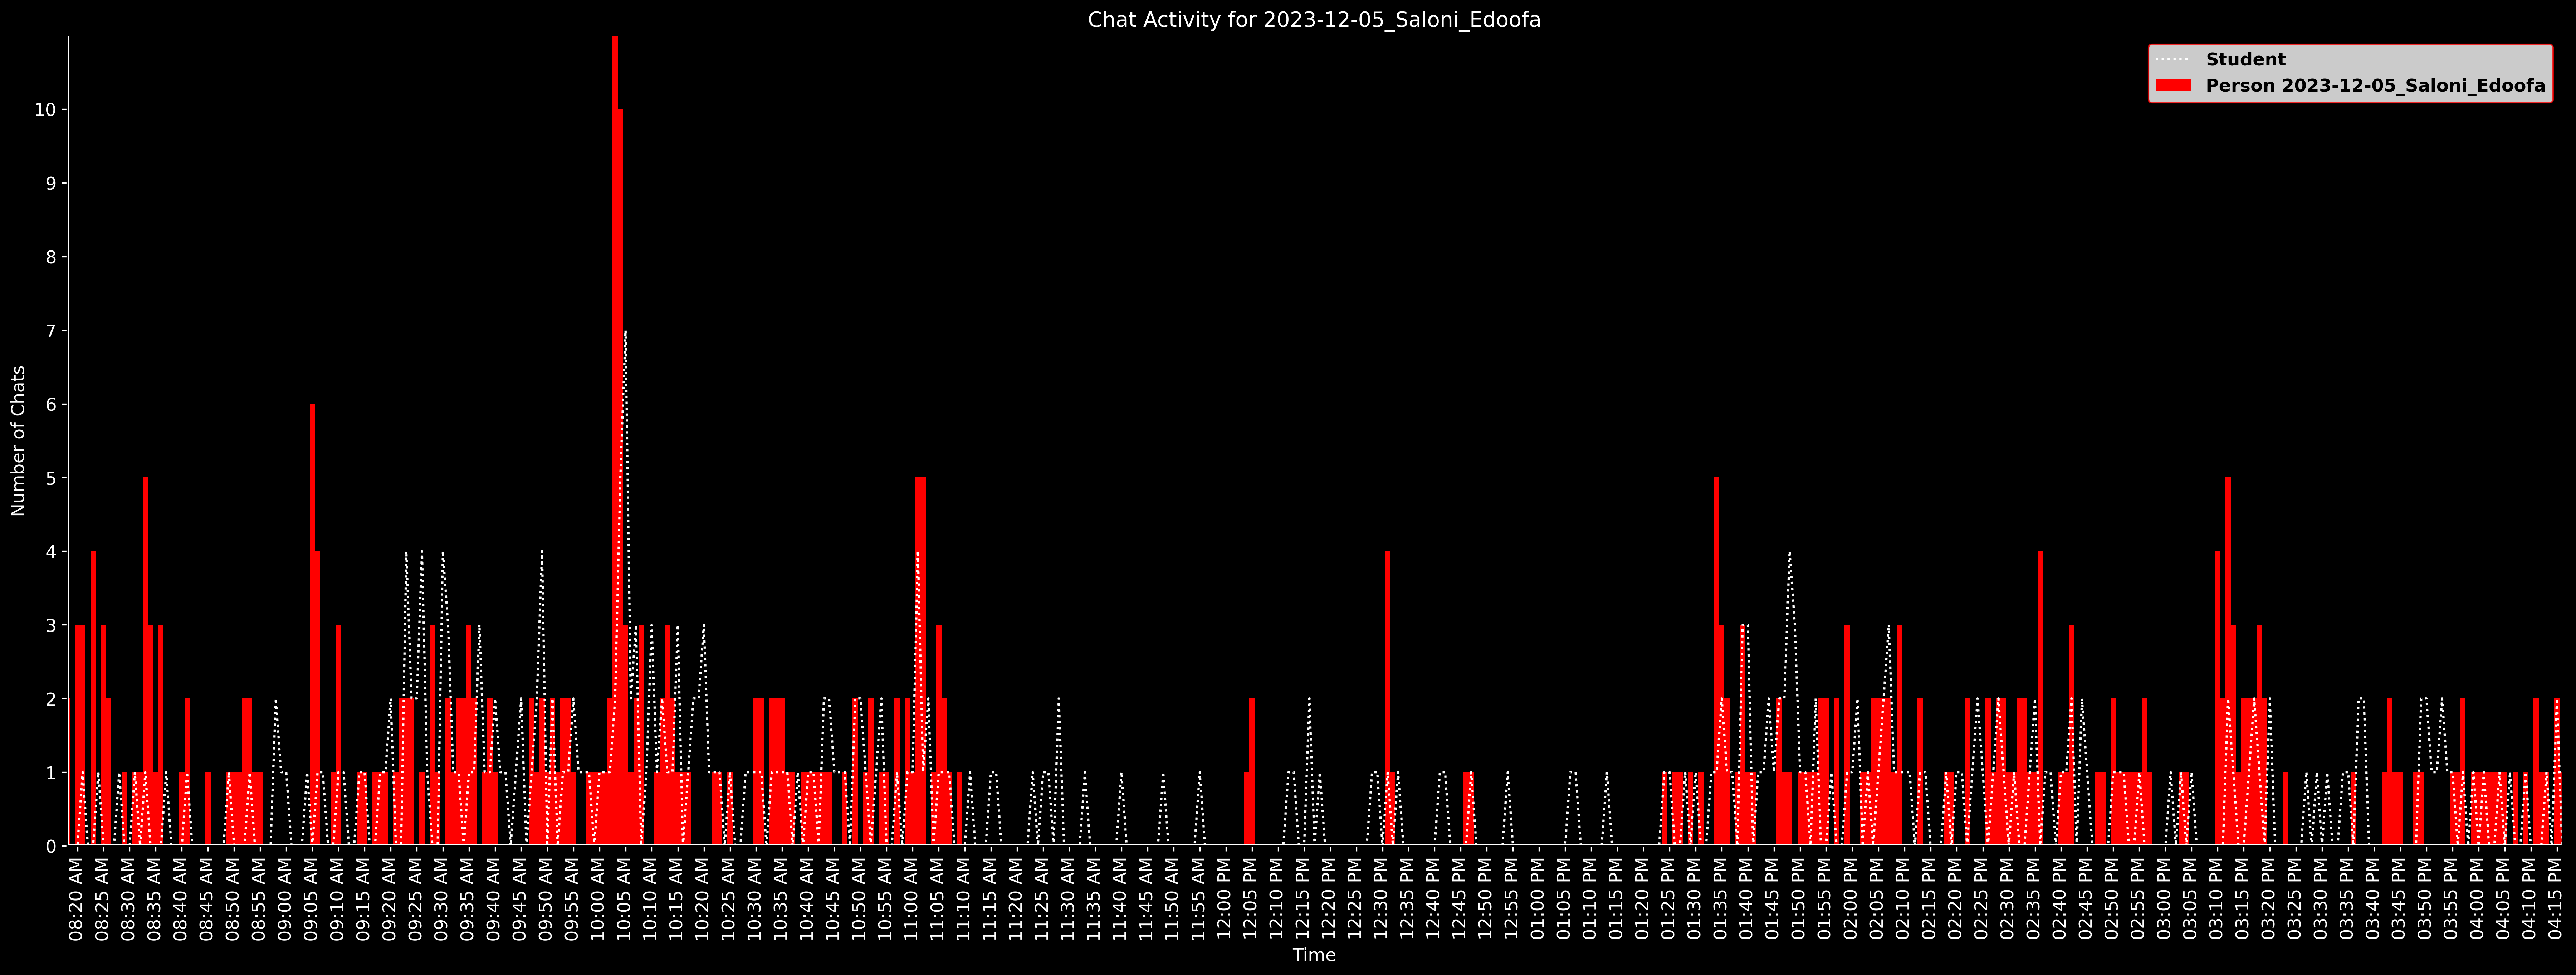 Chat Activity for 2023-12-05_Saloni_Edoofa
Student
Person 2023-12-05_Saloni_Edoofa
Number of Chats
10
9
8
7
6
5
4
3
2
1
0
08:20 AM
08:25 AM
08:30 AM
08:35 AM
08:40 AM
08:45 AM
08:50 AM
08:55 AM
09:00 AM
09:05 AM
09:10 AM
09:15 AM
09:20 AM
09:25 AM
09:30 AM
09:35 AM
09:40 AM
09:45 AM
09:50 AM
09:55 AM
10:00 AM
10:05 AM
10:10 AM
10:15 AM
10:20 AM
10:25 AM
10:30 AM
10:35 AM
10:40 AM
10:45 AM
10:50 AM
10:55 AM
11:00 AM
11:05 AM
11:10 AM
11:15 AM
11:20 AM
11:25 AM
11:30 AM
11:35 AM
11:40 AM
11:45 AM
11:50 AM
11:55 AM
12:00 PM
12:05 PM
12:10 PM
12:15 PM
12:20 PM
12:25 PM
12:30 PM
12:35 PM
12:40 PM
12:45 PM
12:50 PM
12:55 PM
01:00 PM
01:05 PM
01:10 PM
01:15 PM
01:20 PM
01:25 PM
01:30 PM
01:35 PM
01:40 PM
01:45 PM
01:50 PM
01:55 PM
02:00 PM
02:05 PM
02:10 PM
02:15 PM
02:20 PM
02:25 PM
02:30 PM
02:35 PM
02:40 PM
02:45 PM
02:50 PM
02:55 PM
03:00 PM
03:05 PM
03:10 PM
03:15 PM
03:20 PM
03:25 PM
03:30 PM
03:35 PM
03:40 PM
03:45 PM
03:50 PM
03:55 PM
04:00 PM
04:05 PM
04:10 PM
04:15 PM
Time